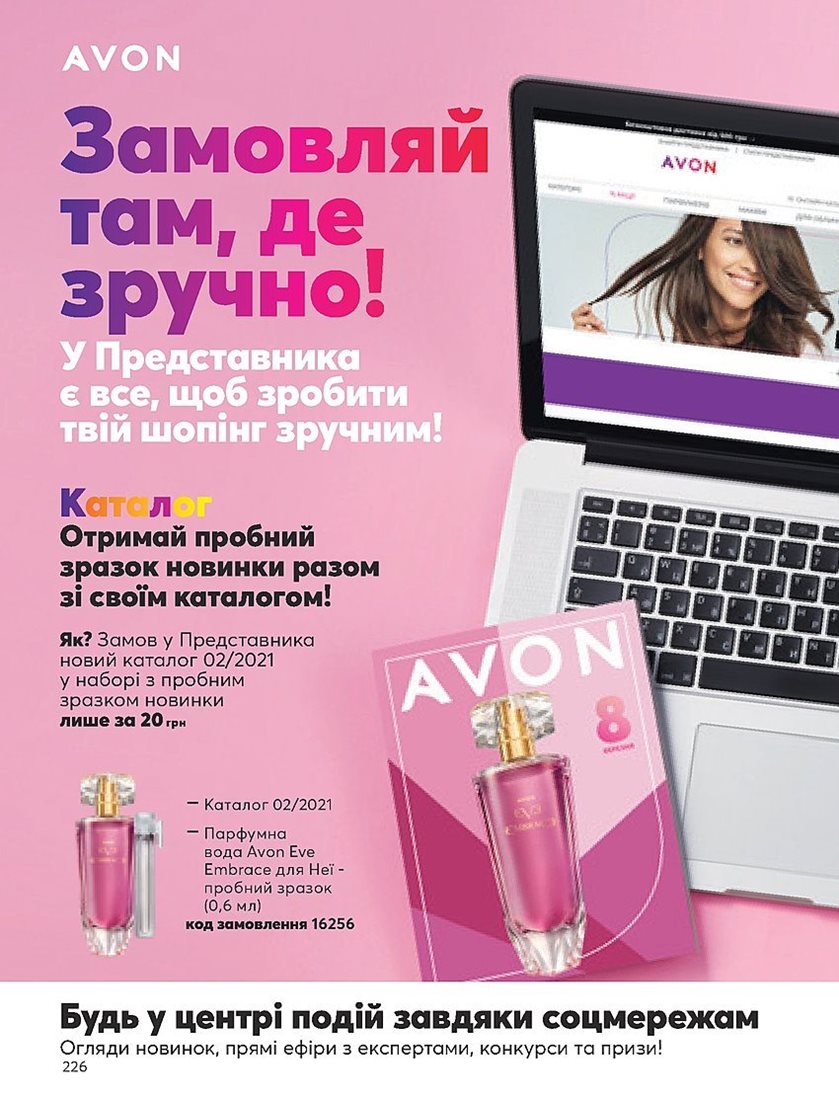 AVON
Замовляй
там, де
зручно!
У Представника
є все, щоб зробити
твій шопінг зручним!
Каталог
Отримай пробний
зразок новинки разом
зі своїм каталогом!
Як? Замов у Представника
новий каталог 02/2021
у наборі з пробним
зразком новинки
лише за 20 грн
– Каталог 02/2021
– Парфумна
вода Avon Eve
Embrace для Неї -
пробний зразок
(0,6 мл)
код замовлення 16256
AVON
AVON
8
березня
Будь у центрі подій завдяки соцмережам
Огляди новинок, прямі ефіри з експертами, конкурси та призи!
226